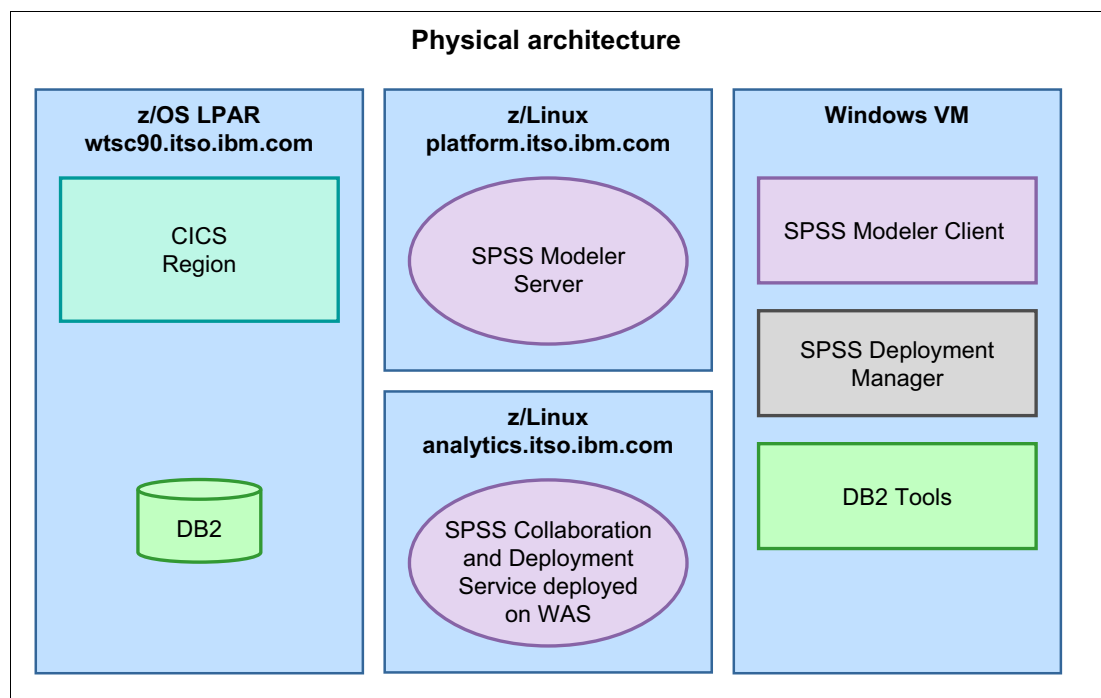 Physical architecture
z/OS LPAR
wtsc90.itso.ibm.com
CICS
Region
DB2
z/Linux
platform.itso.ibm.com
SPSS Modeler
Server
z/Linux
analytics.itso.ibm.com
SPSS Collaboration
and Deployment
Service deployed
on WAS
Windows VM
SPSS Modeler Client
SPSS Deployment
Manager
DB2 Tools